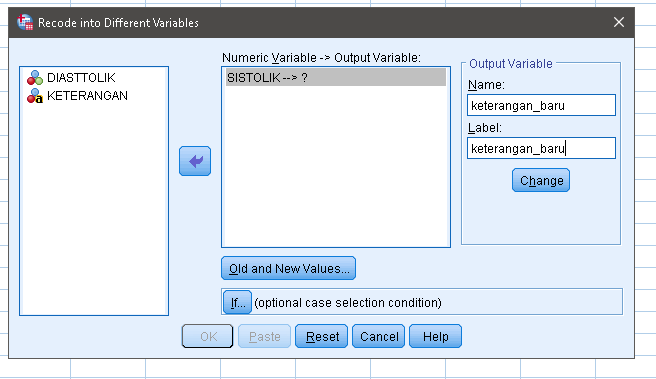 Recode into Different Variables
Numeric Variable -> Output Variable:
DIASTTOLIK
KETERANGAN
SISTOLIK --> ?
Output Variable
Name:
keterangan_baru
Label:
keterangan_baru
Change
Old and New Values...
If... (optional case selection condition)
OK Paste Reset Cancel Help